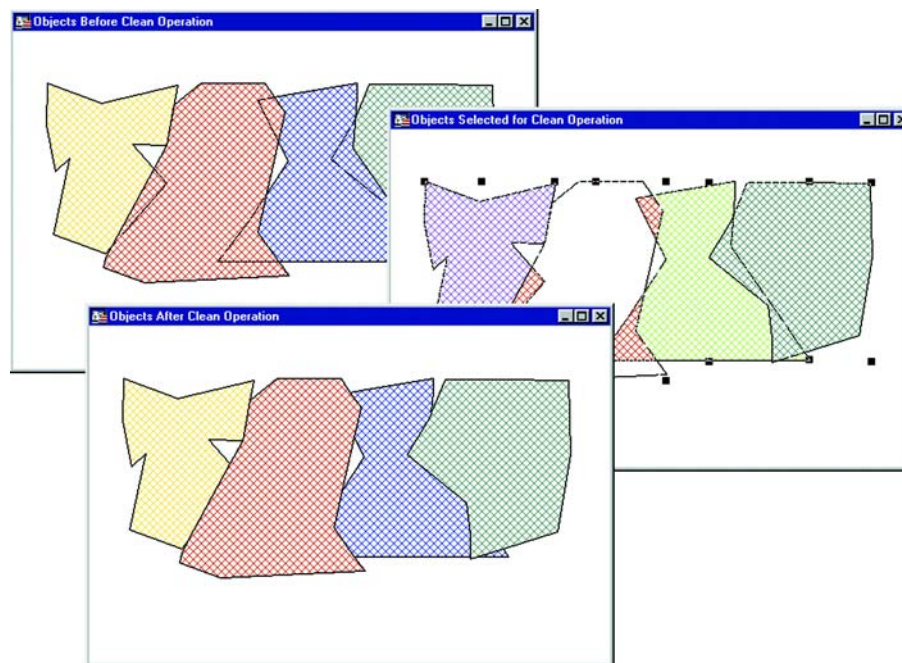 Objects Before Clean Operation
Objects Selected for Clean Operation
Objects After Clean Operation